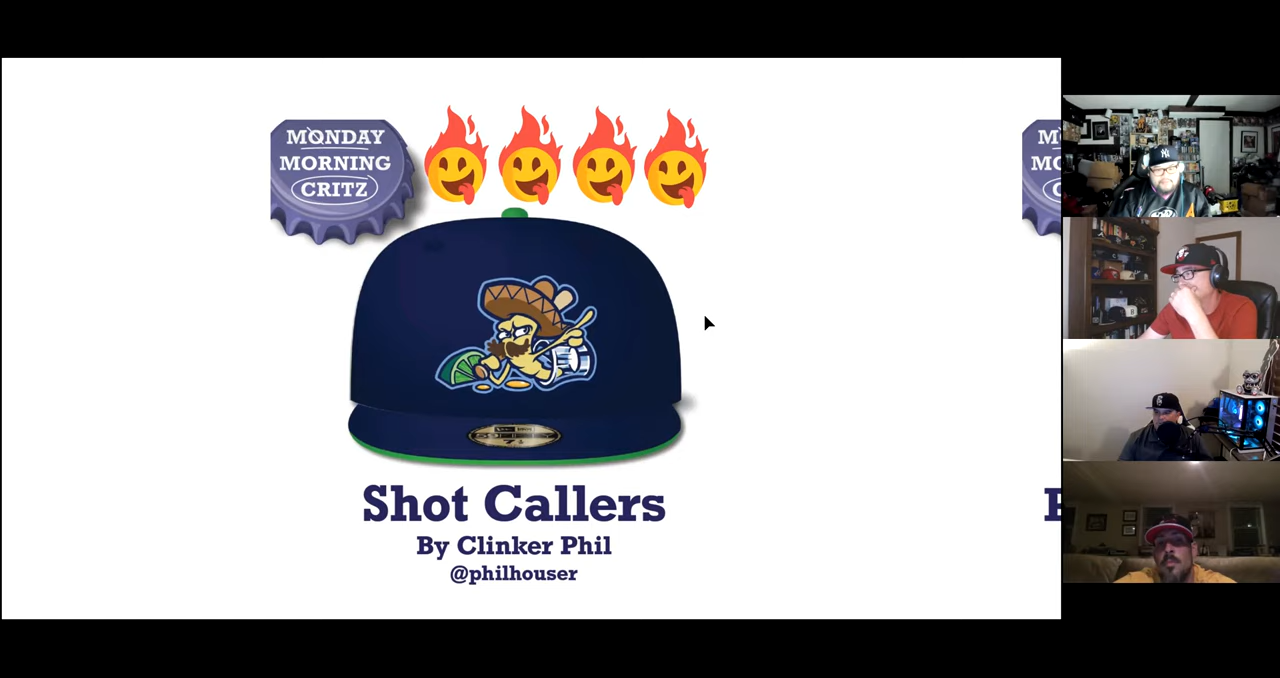 MONDAY
MORNING
CRITZ
Shot Callers
By Clinker Phil
@philhouser